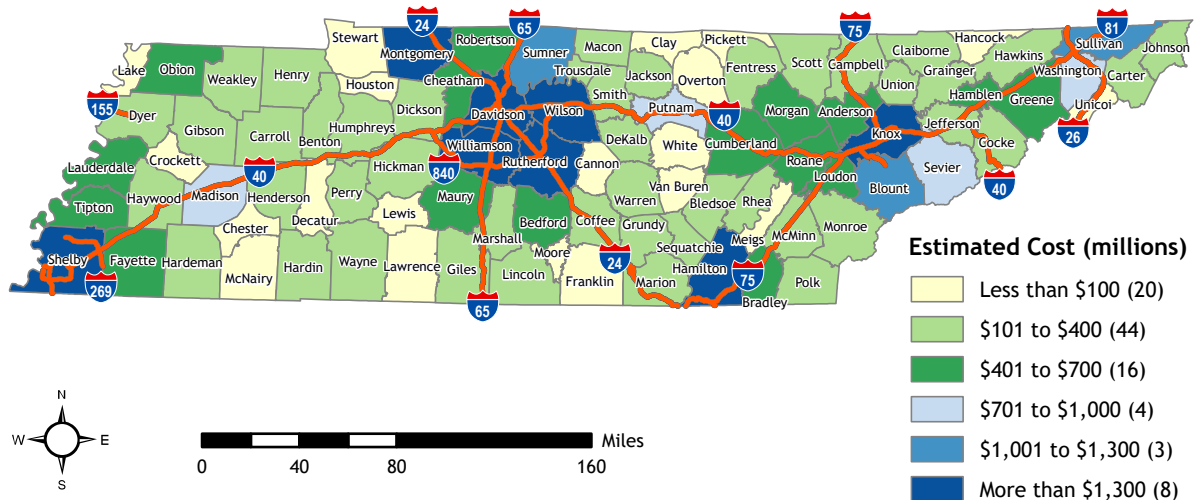 24
65
75
81
Stewart
Montgomery
Robertson
Sumner
Macon
Clay
Pickett
Hancock
Sullivan
Johnson
Lake
Obion
Weakley
Henry
Houston
Cheatham
Trousdale
Jackson
Overton
Fentress
Scott
Campbell
Claiborne
Union
Grainger
Hawkins
Washington
Carter
155
Dyer
Gibson
Carroll
Benton
Humphreys
Dickson
Davidson
Wilson
Smith
Putnam
40
Morgan
Anderson
Hamblen
Greene
Unicoi
26
Lauderdale
Crockett
Hickman
840
Williamson
Rutherford
Cannon
DeKalb
White
Cumberland
Roane
Loudon
Knox
Jefferson
Cocke
40
Tipton
Haywood
Madison
40
Henderson
Decatur
Perry
Lewis
Maury
Bedford
Coffee
Warren
Van Buren
Bledsoe
Rhea
Blount
Sevier
Shelby
269
Fayette
Hardeman
Chester
McNairy
Hardin
Wayne
Lawrence
Giles
Marshall
Moore
Lincoln
Franklin
24
Grundy
Sequatchie
Marion
Hamilton
Meigs
75
McMinn
Monroe
Bradley
Polk
65
Estimated Cost (millions)
Less than $100 (20)
$101 to $400 (44)
$401 to $700 (16)
$701 to $1,000 (4)
$1,001 to $1,300 (3)
More than $1,300 (8)
N
W
E
S
Miles
0
40
80
160